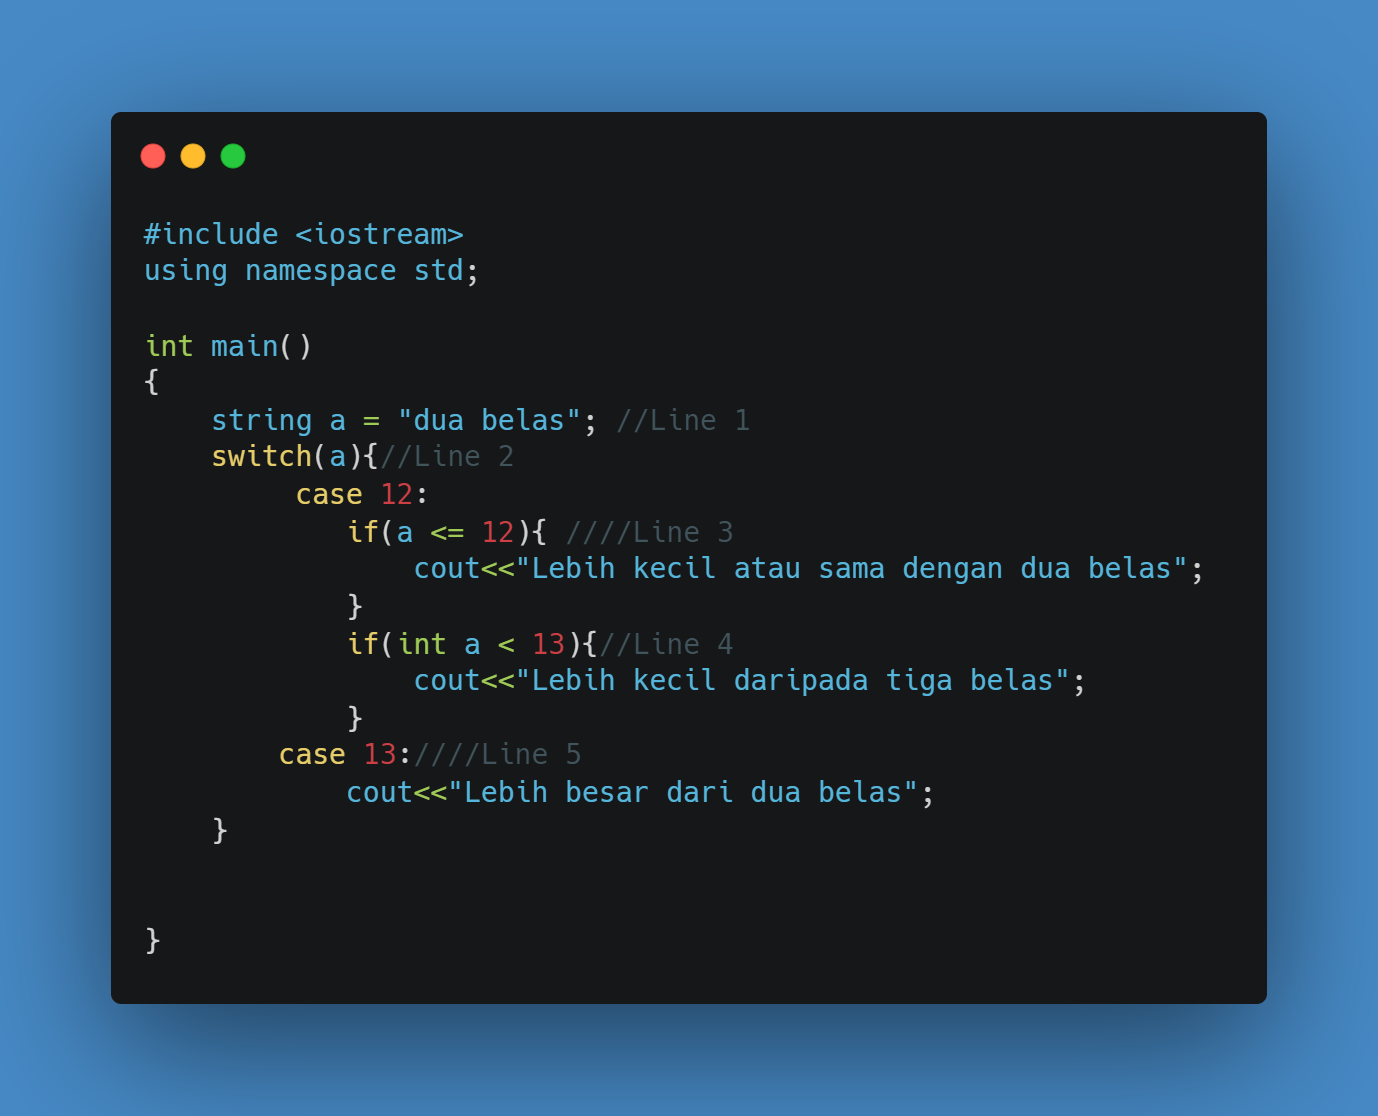 #include <iostream>
using namespace std;
int main()
{
string a = "dua belas"; //Line 1
switch(a){//Line 2
case 12:
if(a <= 12){ ////Line 3
cout<<"Lebih kecil atau sama dengan dua belas";
}
if(int a < 13){//Line 4
cout<<"Lebih kecil daripada tiga belas";
}
case 13:////Line 5
cout<<"Lebih besar dari dua belas";
}
}